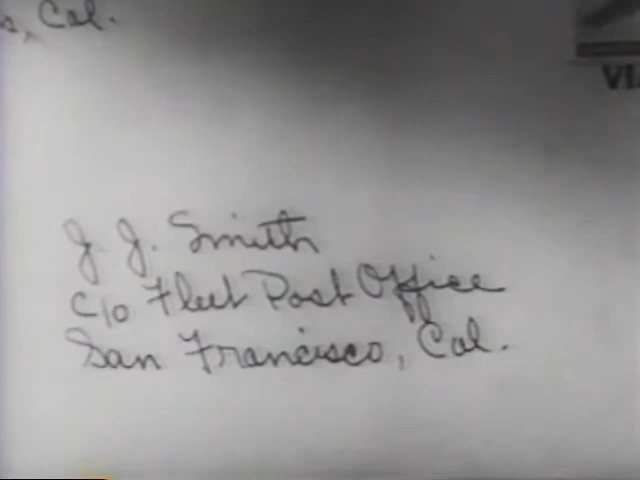 Cal.
VI
J. J. Smith
C/o Fleet Post Office
San Francisco, Cal.